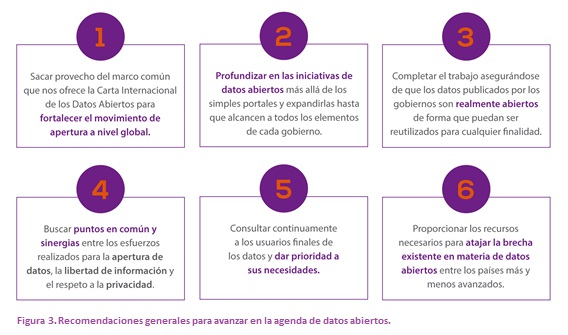 1
Sacar provecho del marco común
que nos ofrece la Carta Internacional
de los Datos Abiertos para
fortalecer el movimiento de
apertura a nivel global.
2
Profundizar en las iniciativas de
datos abiertos más allá de los
simples portales y expandirlas hasta
que alcancen a todos los elementos
de cada gobierno.
3
Completar el trabajo asegurándose
de que los datos publicados por los
gobiernos son realmente abiertos
de forma que puedan ser
reutilizados para cualquier finalidad.
4
Buscar puntos en común y
sinergias entre los esfuerzos
realizados para la apertura de
datos, la libertad de información y
el respeto a la privacidad.
5
Consultar continuamente
a los usuarios finales de
los datos y dar prioridad a
sus necesidades.
6
Proporcionar los recursos
necesarios para atajar la brecha
existente en materia de datos
abiertos entre los países más y
menos avanzados.
Figura 3. Recomendaciones generales para avanzar en la agenda de datos abiertos.